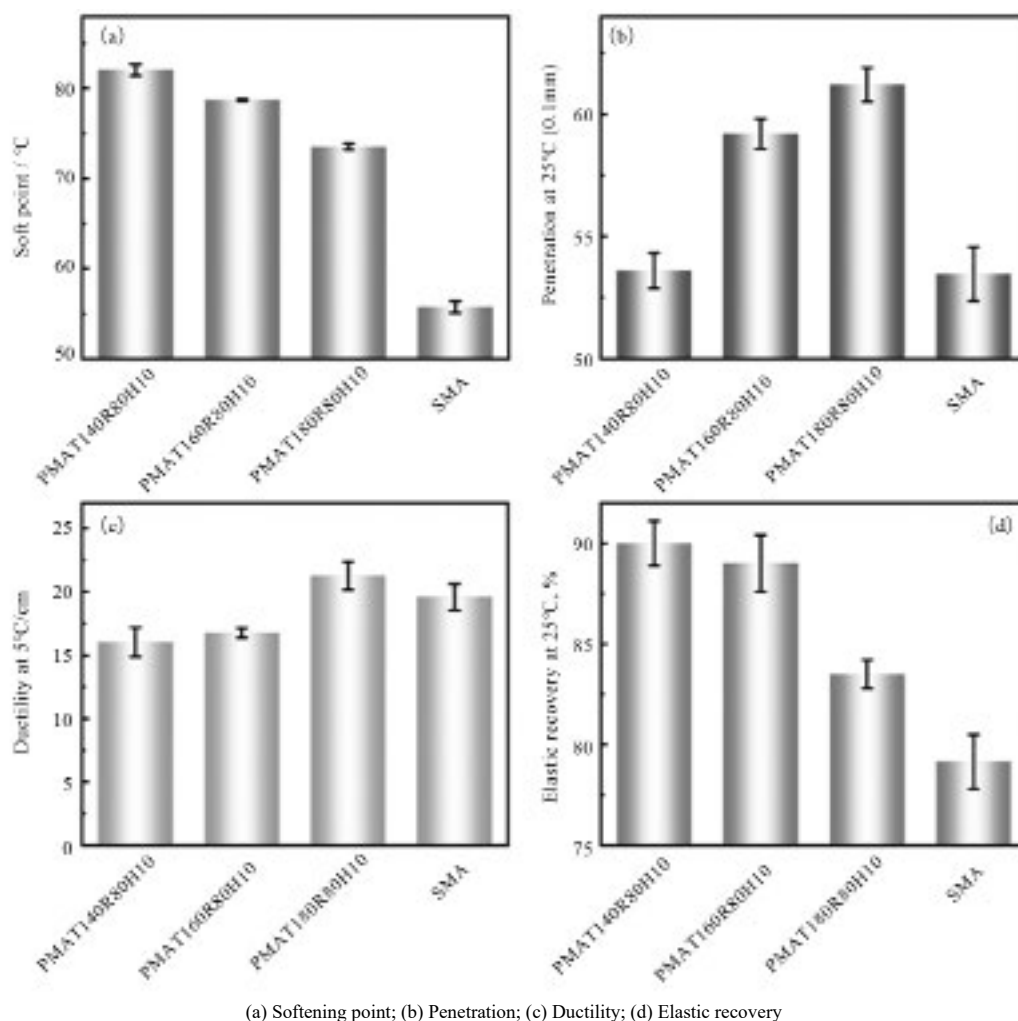 (a)
Soft point / °C
80
70
60
50
PMAT140R80H10
PMAT160R80H10
PMAT180R80H10
SMA
(b)
Penetration at 25°C (0.1mm)
60
55
50
PMAT140R80H10
PMAT160R80H10
PMAT180R80H10
SMA
(c)
Ductility at 5°C/cm
25
20
15
10
5
0
PMAT140R80H10
PMAT160R80H10
PMAT180R80H10
SMA
(d)
Elastic recovery at 25°C, %
90
85
80
75
PMAT140R80H10
PMAT160R80H10
PMAT180R80H10
SMA
(a) Softening point; (b) Penetration; (c) Ductility; (d) Elastic recovery